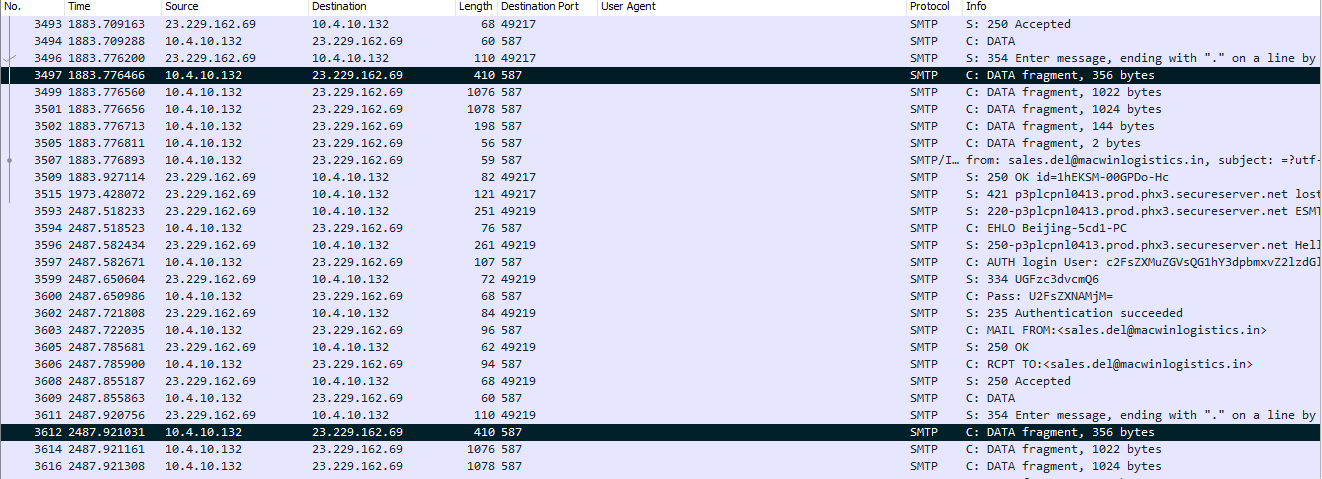 No. Time Source Destination Length Destination Port User Agent Protocol Info
3493 1883.709163 23.229.162.69 10.4.10.132 68 49217 SMTP S: 250 Accepted
3494 1883.709288 10.4.10.132 23.229.162.69 60 587 SMTP C: DATA
3496 1883.776200 23.229.162.69 10.4.10.132 110 49217 SMTP S: 354 Enter message, ending with "." on a line by
3497 1883.776466 10.4.10.132 23.229.162.69 410 587 SMTP C: DATA fragment, 356 bytes
3499 1883.776560 10.4.10.132 23.229.162.69 1076 587 SMTP C: DATA fragment, 1022 bytes
3501 1883.776656 10.4.10.132 23.229.162.69 1078 587 SMTP C: DATA fragment, 1024 bytes
3502 1883.776713 10.4.10.132 23.229.162.69 198 587 SMTP C: DATA fragment, 144 bytes
3505 1883.776811 10.4.10.132 23.229.162.69 56 587 SMTP C: DATA fragment, 2 bytes
3507 1883.776893 10.4.10.132 23.229.162.69 59 587 SMTP/I… from: sales.del@macwinlogistics.in, subject: =?utf-
3509 1883.927114 23.229.162.69 10.4.10.132 82 49217 SMTP S: 250 OK id=1hEKSM-00GPDo-Hc
3515 1973.428072 23.229.162.69 10.4.10.132 121 49217 SMTP S: 421 p3plcpnl0413.prod.phx3.secureserver.net lost
3593 2487.518233 23.229.162.69 10.4.10.132 251 49219 SMTP S: 220-p3plcpnl0413.prod.phx3.secureserver.net ESMT
3594 2487.518523 10.4.10.132 23.229.162.69 76 587 SMTP C: EHLO Beijing-5cd1-PC
3596 2487.582434 23.229.162.69 10.4.10.132 261 49219 SMTP S: 250-p3plcpnl0413.prod.phx3.secureserver.net Hell
3597 2487.582671 10.4.10.132 23.229.162.69 107 587 SMTP C: AUTH login User: c2FsZXMuZGVsQG1hY3dpbmxvZ2lzdGl
3599 2487.650604 23.229.162.69 10.4.10.132 72 49219 SMTP S: 334 UGFzc3dvcmQ6
3600 2487.650986 10.4.10.132 23.229.162.69 68 587 SMTP C: Pass: U2FsZXNAMjM=
3602 2487.721808 23.229.162.69 10.4.10.132 84 49219 SMTP S: 235 Authentication succeeded
3603 2487.722035 10.4.10.132 23.229.162.69 96 587 SMTP C: MAIL FROM:<sales.del@macwinlogistics.in>
3605 2487.785681 23.229.162.69 10.4.10.132 62 49219 SMTP S: 250 OK
3606 2487.785900 10.4.10.132 23.229.162.69 94 587 SMTP C: RCPT TO:<sales.del@macwinlogistics.in>
3608 2487.855187 23.229.162.69 10.4.10.132 68 49219 SMTP S: 250 Accepted
3609 2487.855863 10.4.10.132 23.229.162.69 60 587 SMTP C: DATA
3611 2487.920756 23.229.162.69 10.4.10.132 110 49219 SMTP S: 354 Enter message, ending with "." on a line by
3612 2487.921031 10.4.10.132 23.229.162.69 410 587 SMTP C: DATA fragment, 356 bytes
3614 2487.921161 10.4.10.132 23.229.162.69 1076 587 SMTP C: DATA fragment, 1022 bytes
3616 2487.921308 10.4.10.132 23.229.162.69 1078 587 SMTP C: DATA fragment, 1024 bytes